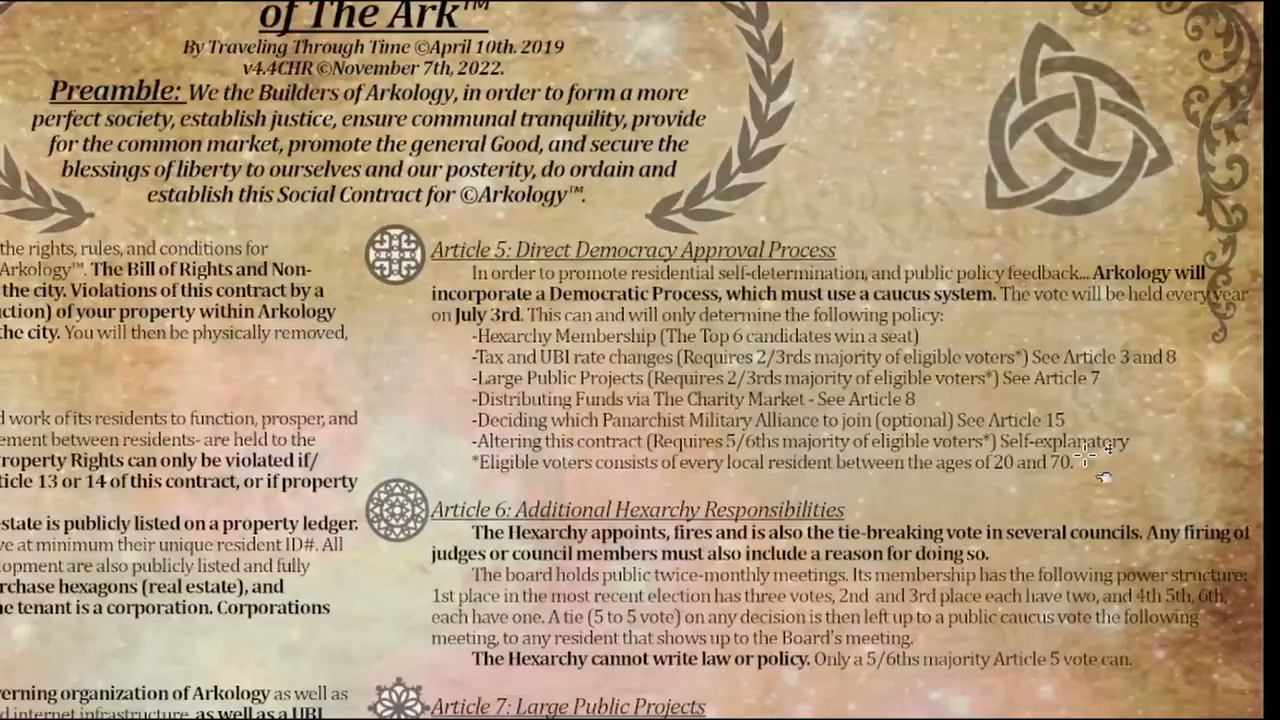 of The Ark™
By Traveling Through Time ©April 10th. 2019
v4.4CHR ©November 7th, 2022.
Preamble: We the Builders of Arkology, in order to form a more
perfect society, establish justice, ensure communal tranquility, provide
for the common market, promote the general Good, and secure the
blessings of liberty to ourselves and our posterity, do ordain and
establish this Social Contract for ©Arkology™.
the rights, rules, and conditions for
Arkology™. The Bill of Rights and Non-
the city. Violations of this contract by a
ction) of your property within Arkology
the city. You will then be physically removed,
d work of its residents to function, prosper, and
ement between residents- are held to the
roperty Rights can only be violated if/
ticle 13 or 14 of this contract, or if property
estate is publicly listed on a property ledger.
ve at minimum their unique resident ID#. All
lopment are also publicly listed and fully
rchase hexagons (real estate), and
he tenant is a corporation. Corporations
verning organization of Arkology as well as
d internet infrastructure, as well as a UBI
Article 5: Direct Democracy Approval Process
In order to promote residential self-determination, and public policy feedback... Arkology will
incorporate a Democratic Process, which must use a caucus system. The vote will be held every year
on July 3rd. This can and will only determine the following policy:
-Hexarchy Membership (The Top 6 candidates win a seat)
-Tax and UBI rate changes (Requires 2/3rds majority of eligible voters*) See Article 3 and 8
-Large Public Projects (Requires 2/3rds majority of eligible voters*) See Article 7
-Distributing Funds via The Charity Market - See Article 8
-Deciding which Panarchist Military Alliance to join (optional) See Article 15
-Altering this contract (Requires 5/6ths majority of eligible voters*) Self-explanatory
*Eligible voters consists of every local resident between the ages of 20 and 70.
Article 6: Additional Hexarchy Responsibilities
The Hexarchy appoints, fires and is also the tie-breaking vote in several councils. Any firing of
judges or council members must also include a reason for doing so.
The board holds public twice-monthly meetings. Its membership has the following power structure:
1st place in the most recent election has three votes, 2nd and 3rd place each have two, and 4th 5th, 6th,
each have one. A tie (5 to 5 vote) on any decision is then left up to a public caucus vote the following
meeting, to any resident that shows up to the Board's meeting.
The Hexarchy cannot write law or policy. Only a 5/6ths majority Article 5 vote can.
Article 7: Large Public Projects